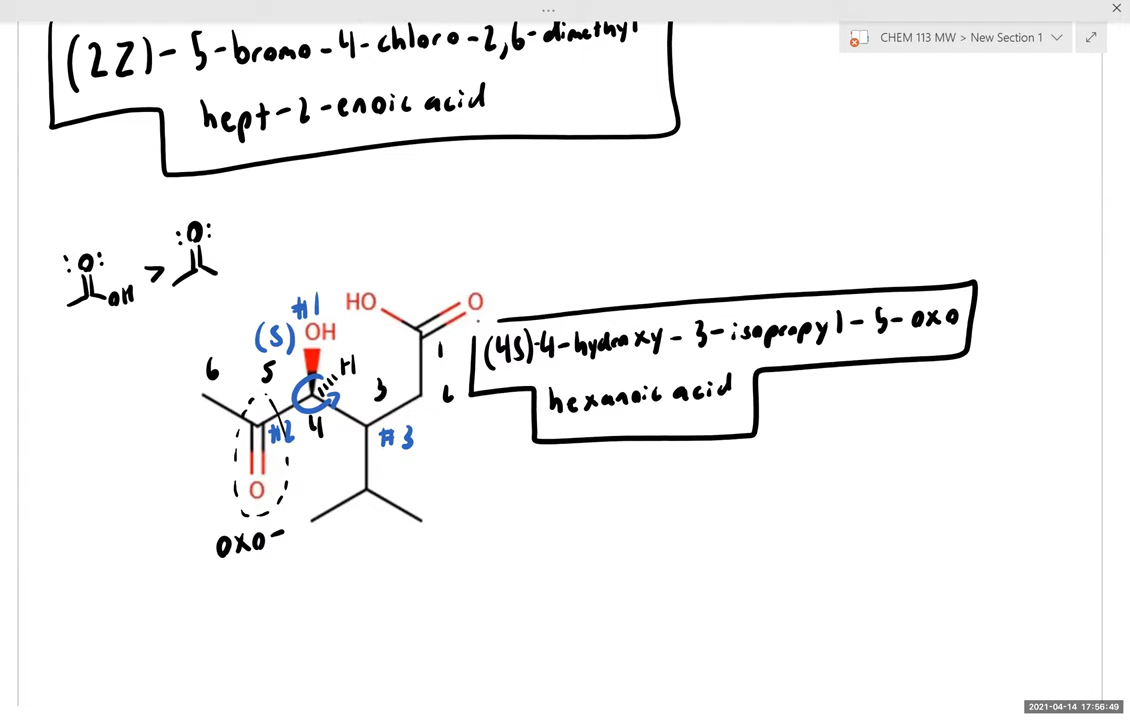 ...
CHEM 113 MW > New Section 1
(2Z)-5-bromo-4-chloro-2,6-dimethyl
hept-2-enoic acid
:O:
:O:
OH
>
#1
HO
O
(S)
OH
H
1
6
5
3
2
4
#2
#3
(4S)-4-hydroxy-3-isopropyl-5-oxo
hexanoic acid
O
oxo-
2021-04-14 17:56:49